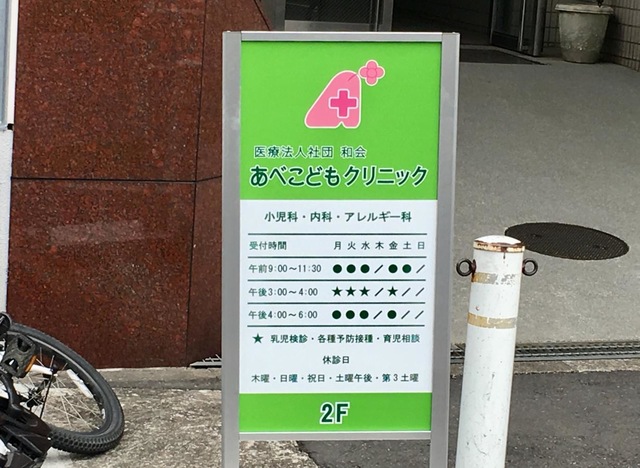 医療法人社団 和会
あべこどもクリニック
小児科・内科・アレルギー科
受付時間 月 火 水 木 金 土 日
午前9:00～11:30 ●●●／●●／
午後3:00～4:00 ★★★／★／／
午後4:00～6:00 ●●●／●／／
★ 乳児検診・各種予防接種・育児相談
休診日
木曜・日曜・祝日・土曜午後・第3土曜
2F